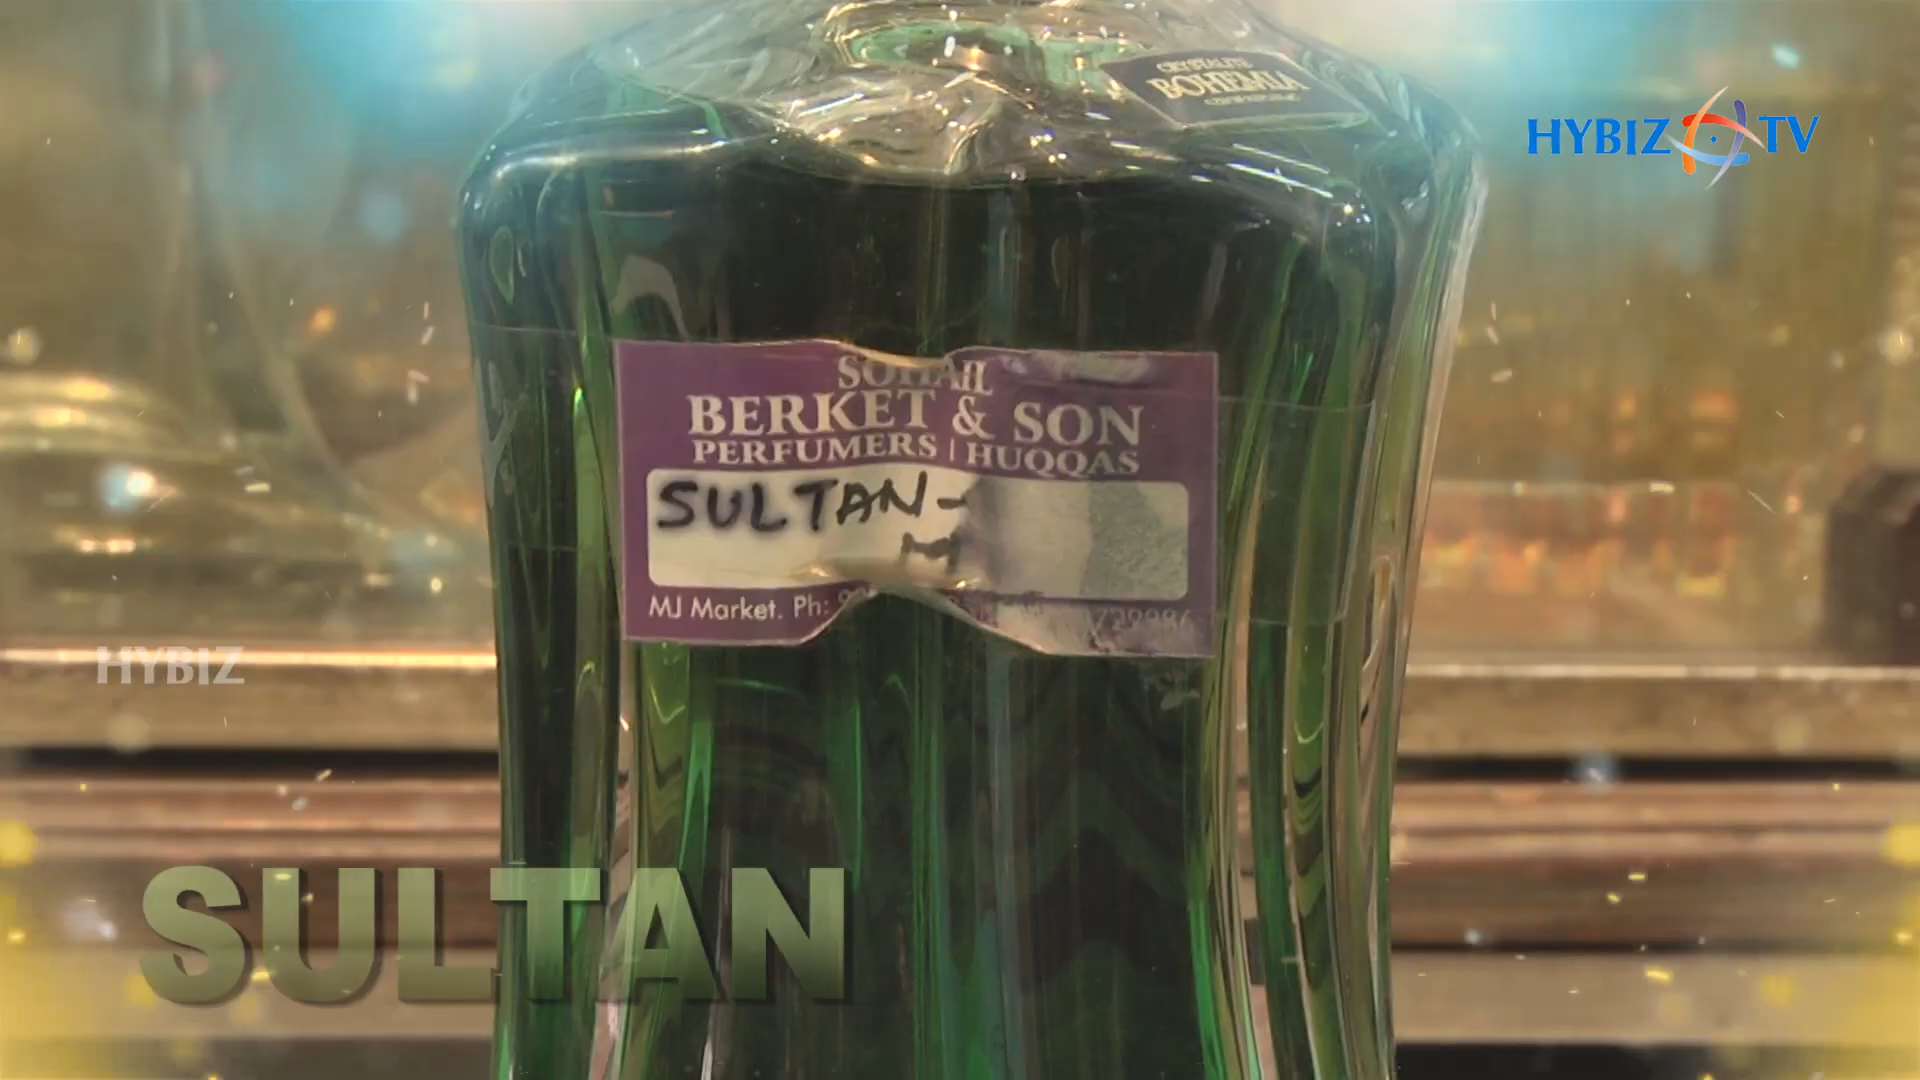 CRYSTALITE
BOHEMIA
HYBIZ TV
SOHAIL
BERKET & SON
PERFUMERS | HUQQAS
SULTAN-
H
MJ Market. Ph:
HYBIZ
SULTAN